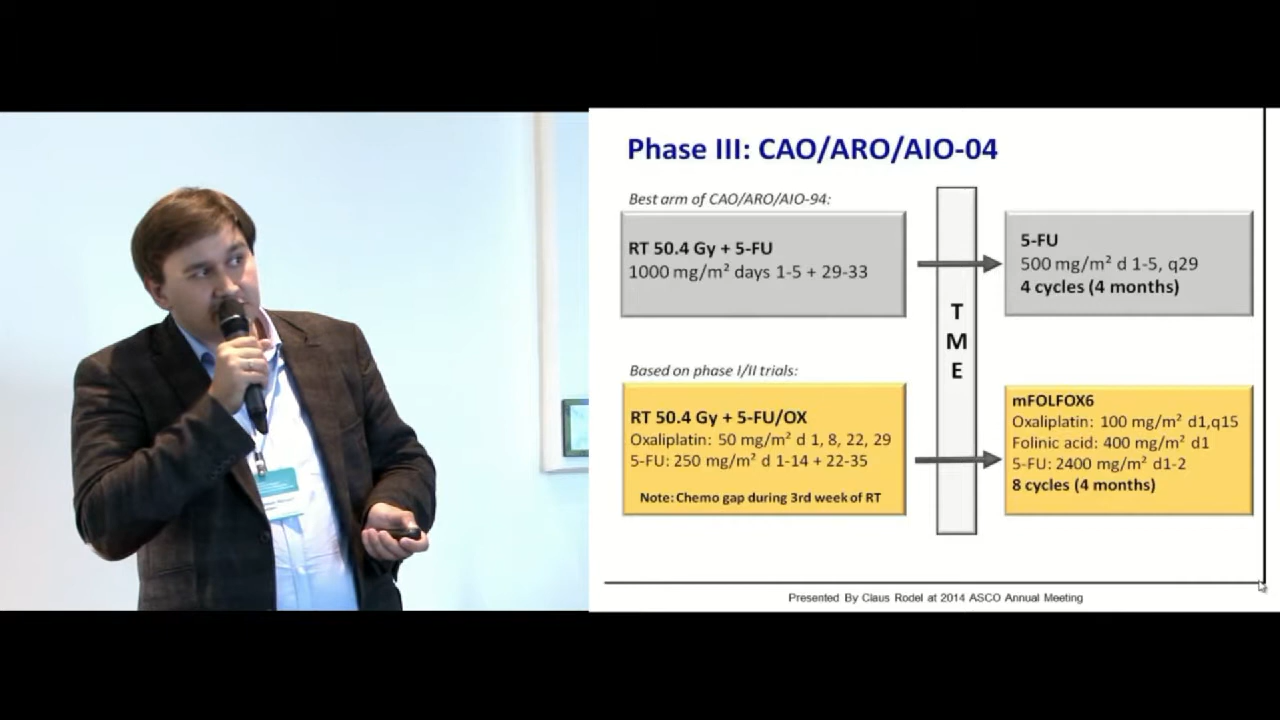 Phase III: CAO/ARO/AIO-04
Best arm of CAO/ARO/AIO-94:
RT 50.4 Gy + 5-FU
1000 mg/m² days 1-5 + 29-33
5-FU
500 mg/m² d 1-5, q29
4 cycles (4 months)
T
M
E
Based on phase I/II trials:
RT 50.4 Gy + 5-FU/OX
Oxaliplatin: 50 mg/m² d 1, 8, 22, 29
5-FU: 250 mg/m² d 1-14 + 22-35
Note: Chemo gap during 3rd week of RT
mFOLFOX6
Oxaliplatin: 100 mg/m² d1,q15
Folinic acid: 400 mg/m² d1
5-FU: 2400 mg/m² d1-2
8 cycles (4 months)
Presented By Claus Rodel at 2014 ASCO Annual Meeting